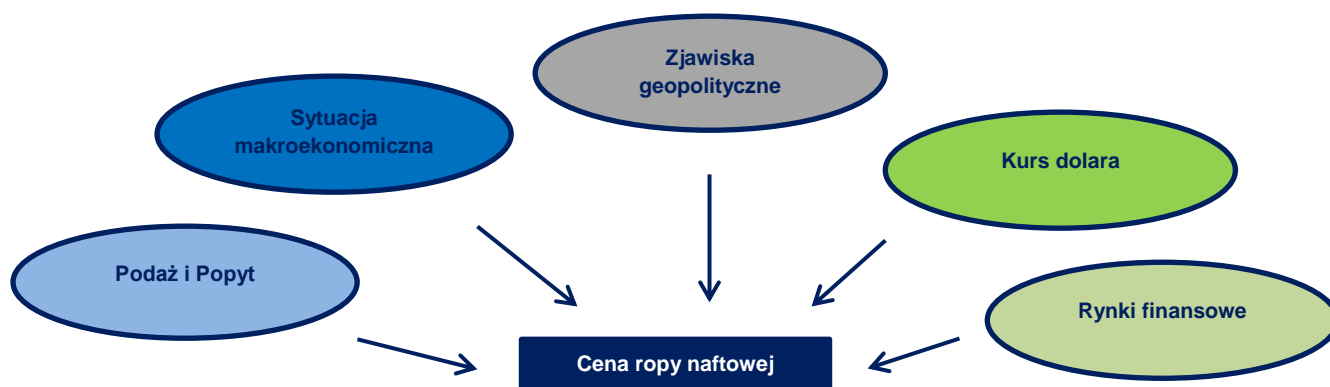 Zjawiska
geopolityczne
Sytuacja
makroekonomiczna
Kurs dolara
Podaż i Popyt
Rynki finansowe
Cena ropy naftowej